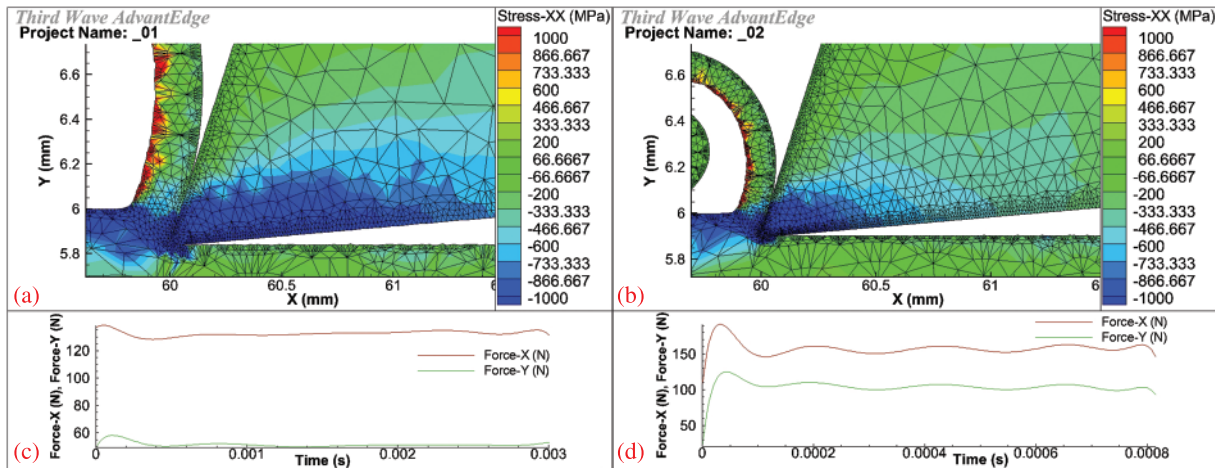 Third Wave AdvantEdge
Project Name: _01
Stress-XX (MPa)
1000
866.667
733.333
600
466.667
333.333
200
66.6667
-200
-333.333
-466.667
-600
-733.333
-866.667
-1000
Y (mm)
6.6
6.4
6.2
6
5.8
60
60.5
61
6
X (mm)
(a)
Third Wave AdvantEdge
Project Name: _02
Stress-XX (MPa)
1000
866.667
733.333
600
466.667
333.333
200
66.6667
-200
-333.333
-466.667
-600
-733.333
-866.667
-1000
Y (mm)
6.6
6.4
6.2
6
5.8
60
60.5
61
6
X (mm)
(b)
Force-X (N), Force-Y (N)
120
100
80
60
Force-X (N)
Force-Y (N)
0
0.001
0.002
0.003
Time (s)
(c)
Force-X (N), Force-Y (N)
150
100
50
Force-X (N)
Force-Y (N)
0
0.0002
0.0004
0.0006
0.0008
Time (s)
(d)